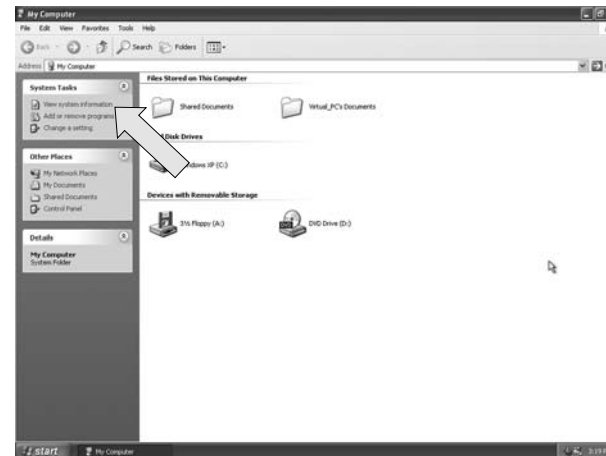 My Computer
File Edit View Favorites Tools Help
Back Search Folders
Address My Computer
System Tasks
View system information
Add or remove programs
Change a setting
Other Places
My Network Places
My Documents
Shared Documents
Control Panel
Details
My Computer
System Folder
Files Stored on This Computer
Shared Documents Virtual_PC's Documents
Disk Drives
Windows XP (C:)
Devices with Removable Storage
3½ Floppy (A:) DVD Drive (D:)
start My Computer